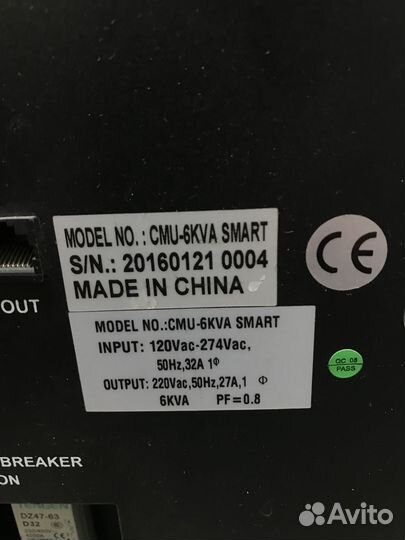 MODEL NO.: CMU-6KVA SMART
S/N.: 20160121 0004
MADE IN CHINA
OUT
CE
MODEL NO.:CMU-6KVA SMART
INPUT: 120Vac-274Vac,
50Hz,32A 1Φ
OUTPUT: 220Vac,50Hz,27A,1 Φ
6KVA PF=0.8
QC 08
PASS
BREAKER
ON
TENGEN
DZ47-63
D32
Avito